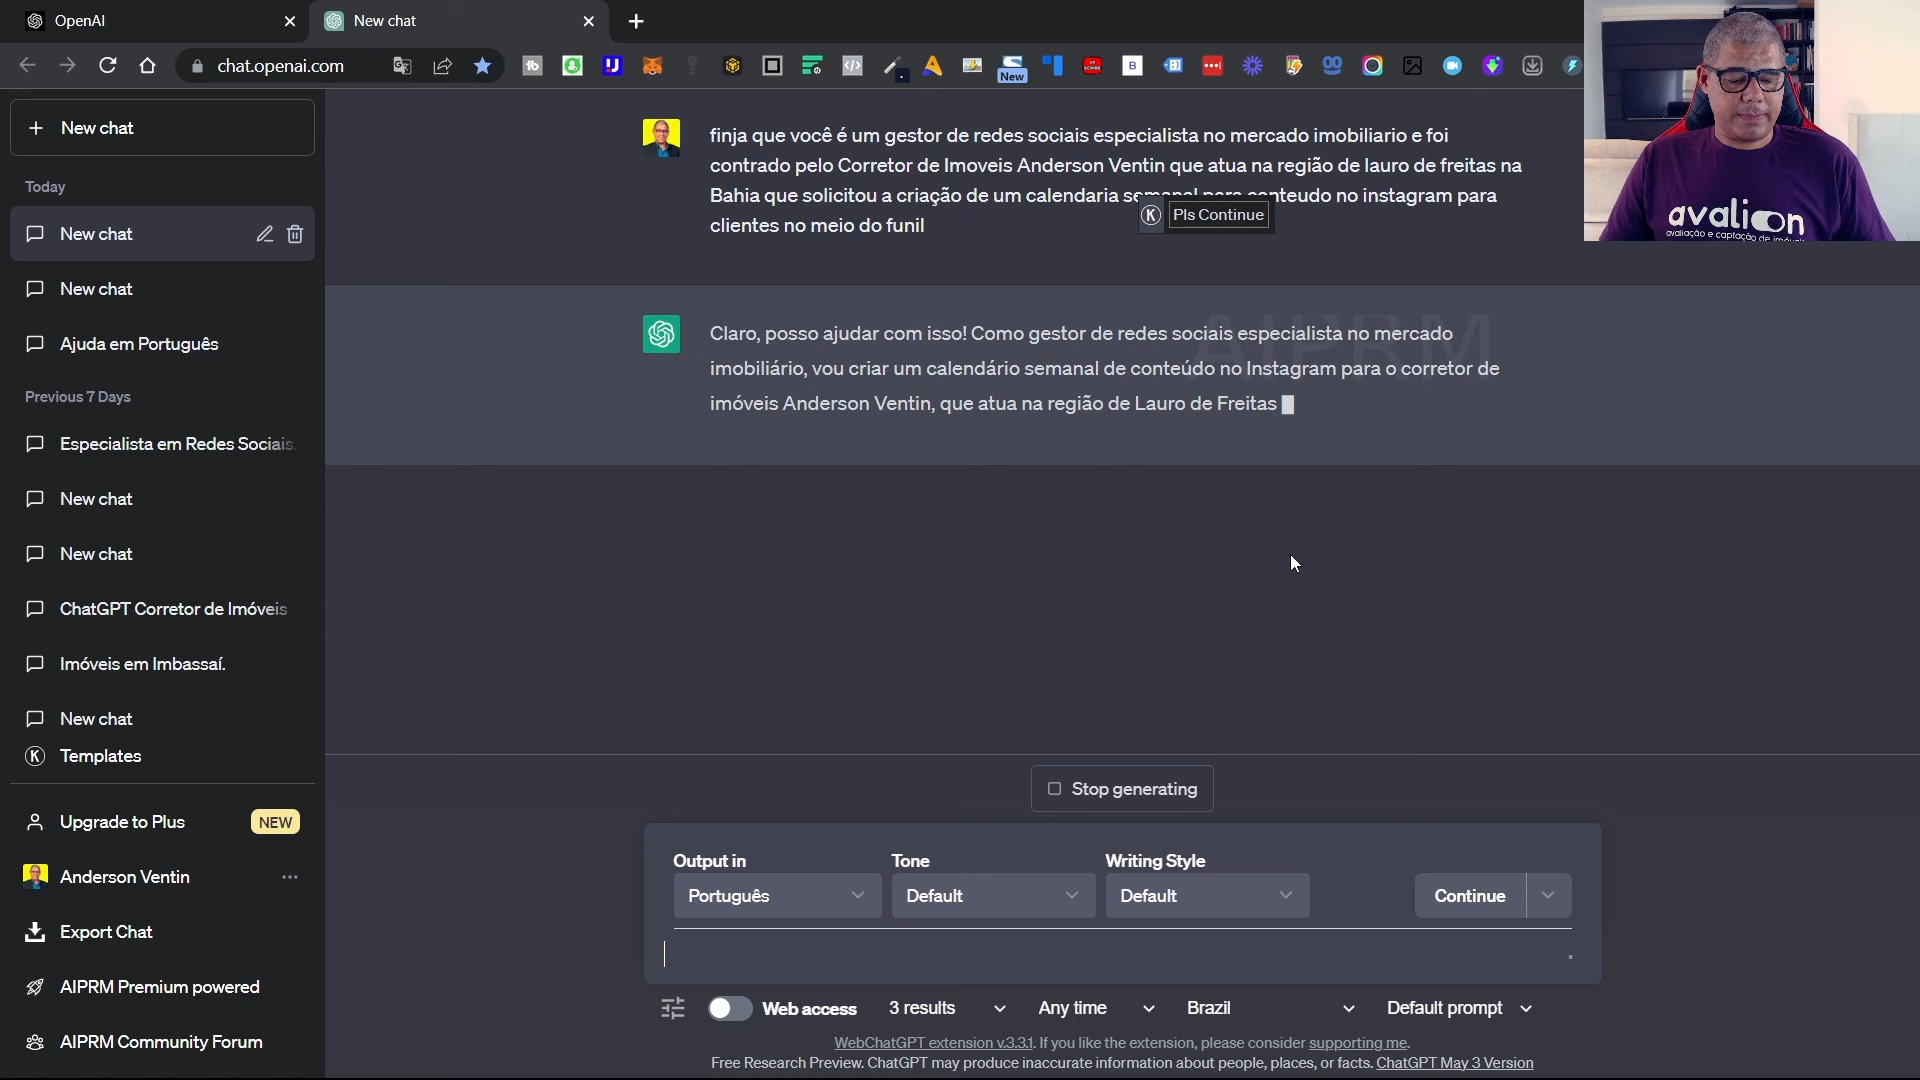 OpenAI
New chat
chat.openai.com
New
New chat
Today
New chat
New chat
Ajuda em Português
Previous 7 Days
Especialista em Redes Sociais.
New chat
New chat
ChatGPT Corretor de Imóveis
Imóveis em Imbassaí.
New chat
Templates
Upgrade to Plus NEW
Anderson Ventin
Export Chat
AIPRM Premium powered
AIPRM Community Forum
finja que você é um gestor de redes sociais especialista no mercado imobiliario e foi
contrado pelo Corretor de Imoveis Anderson Ventin que atua na região de lauro de freitas na
Bahia que solicitou a criação de um calendaria semanal para conteudo no instagram para
clientes no meio do funil
Pls Continue
avalion
avaliação e captação de
AIPRM
Claro, posso ajudar com isso! Como gestor de redes sociais especialista no mercado
imobiliário, vou criar um calendário semanal de conteúdo no Instagram para o corretor de
imóveis Anderson Ventin, que atua na região de Lauro de Freitas
Stop generating
Output in Tone Writing Style
Português Default Default Continue
Web access 3 results Any time Brazil Default prompt
WebChatGPT extension v.3.3.1. If you like the extension, please consider supporting me.
Free Research Preview. ChatGPT may produce inaccurate information about people, places, or facts. ChatGPT May 3 Version